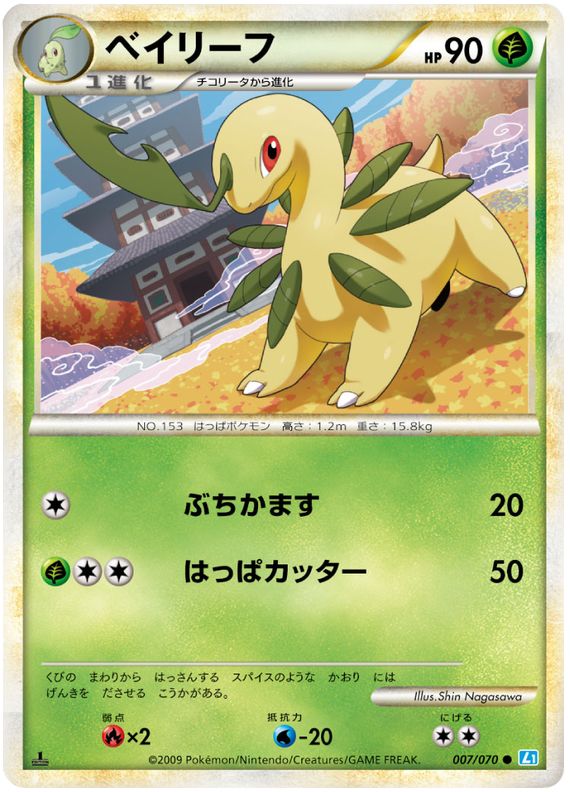 ベイリーフ
HP90
1進化
チコリータから進化
NO.153 はっぱポケモン 高さ:1.2m 重さ:15.8kg
ぶちかます 20
はっぱカッター 50
くびの まわりから はっさんする スパイスのような かおり には
げんきを ださせる こうかがある。
Illus.Shin Nagasawa
弱点 抵抗力 にげる
×2 -20
1 EDITION
©2009 Pokémon/Nintendo/Creatures/GAME FREAK.
007/070 ● L1